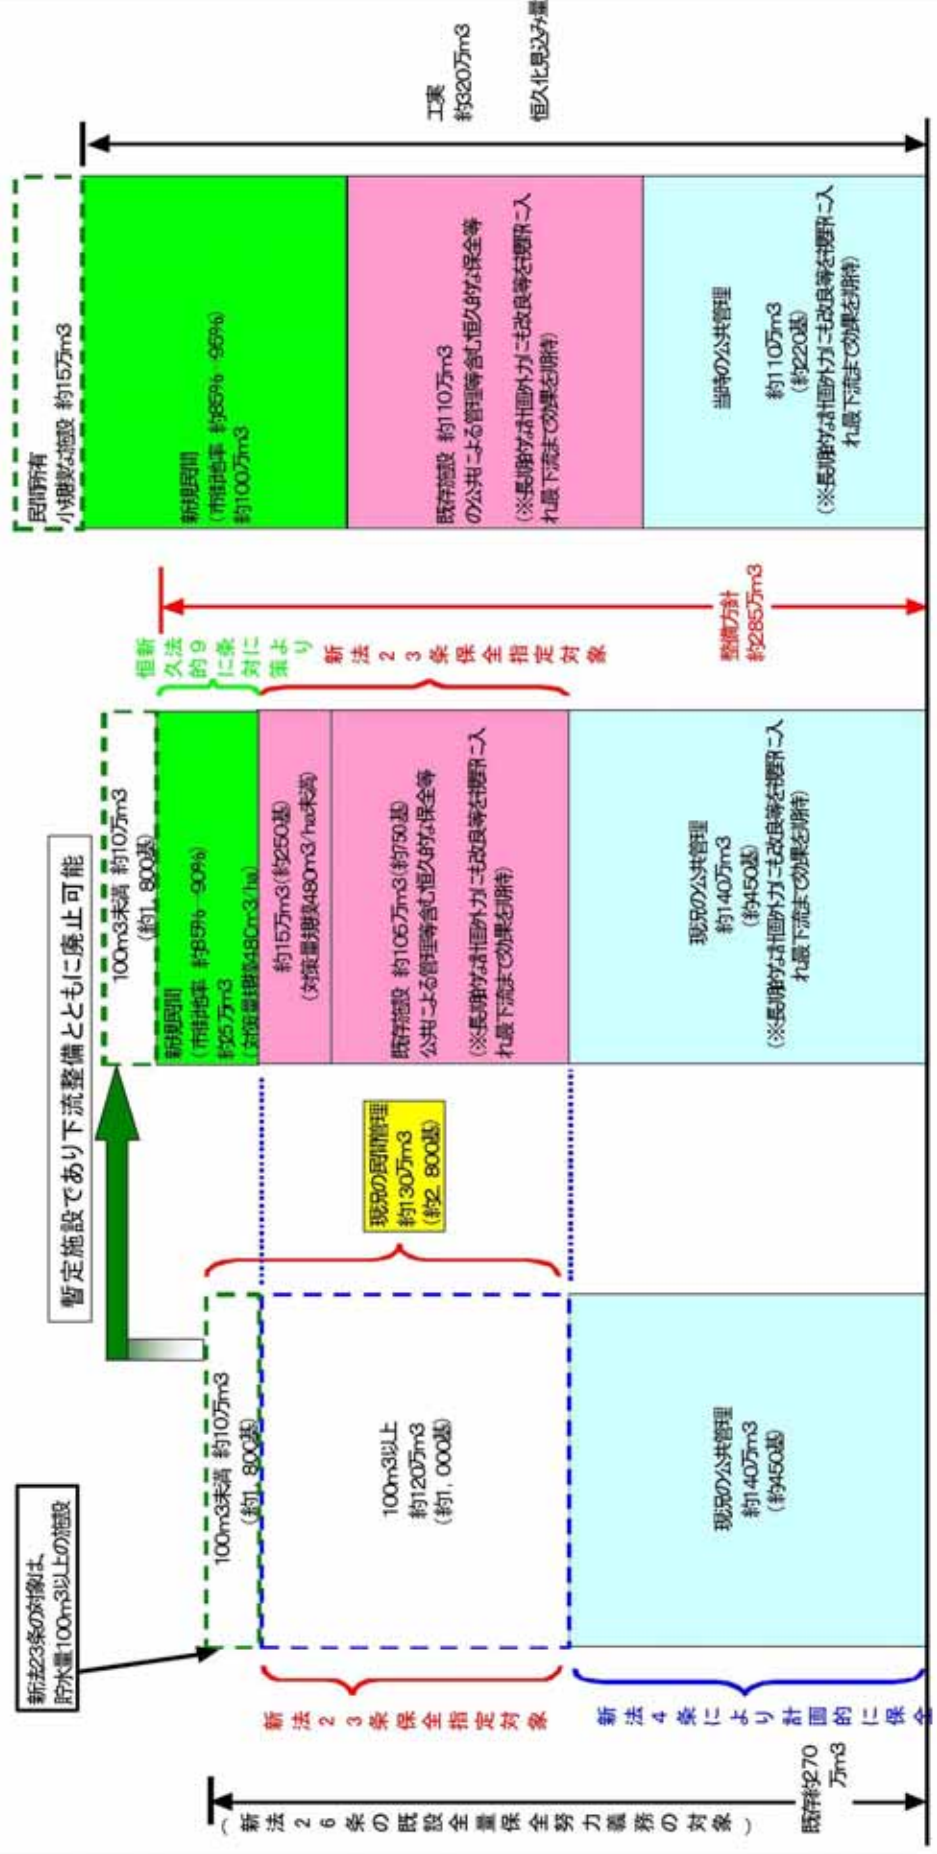 暫定施設であり下流整備とともに廃止可能
新法23条の対象は、
貯水量100m3以上の施設
(新法26条の既設全量保全努力義務の対象)
既存約270
万m3
新法23条保全指定対象
新法4条により計画的に保全
100m3未満 約10万m3
(約1,800基)
100m3以上
約120万m3
(約1,000基)
現況の公共管理
約140万m3
(約450基)
現況の民間管理
約130万m3
(約2,800基)
100m3未満 約10万m3
(約1,800基)
新規民間
(市街地率 約85%→90%)
約25万m3
(対策量規模480m3/ha)
約15万m3(約250基)
(対策量規模480m3/ha未満)
既存施設 約105万m3(約750基)
公共による管理等含む恒久的な保全等
(※長期的な計画外力にも改良等を視野に入
れ最下流まで効果を期待)
現況の公共管理
約140万m3
(約450基)
(※長期的な計画外力にも改良等を視野に入
れ最下流まで効果を期待)
新法9条により
恒久的に対策
新法23条保全指定対象
整備方針
約285万m3
民間所有
小規模な施設 約15万m3
新規民間
(市街地率 約85%→95%)
約100万m3
既存施設 約110万m3
の公共による管理等含む恒久的な保全等
(※長期的な計画外力にも改良等を視野に入
れ最下流まで効果を期待)
当時の公共管理
約110万m3
(約220基)
(※長期的な計画外力にも改良等を視野に入
れ最下流まで効果を期待)
工実
約320万m3
恒久化見込み量